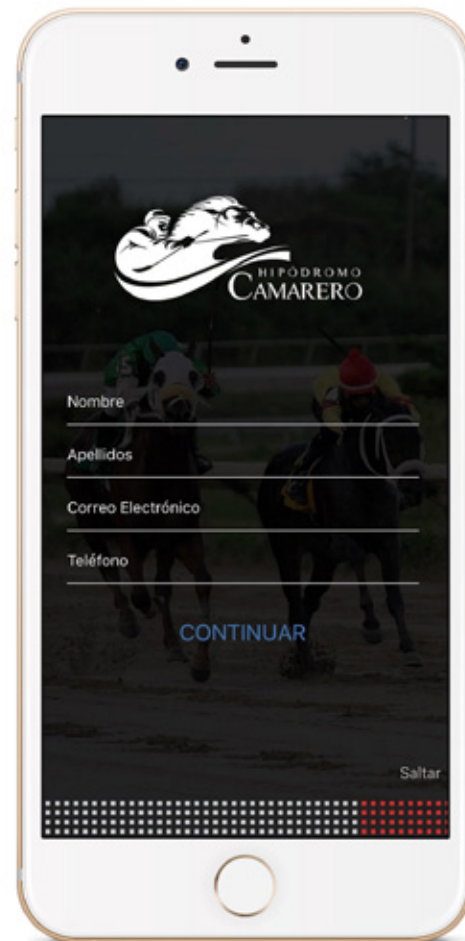 HIPÓDROMO
CAMARERO
Nombre
Apellidos
Correo Electrónico
Teléfono
CONTINUAR
Saltar